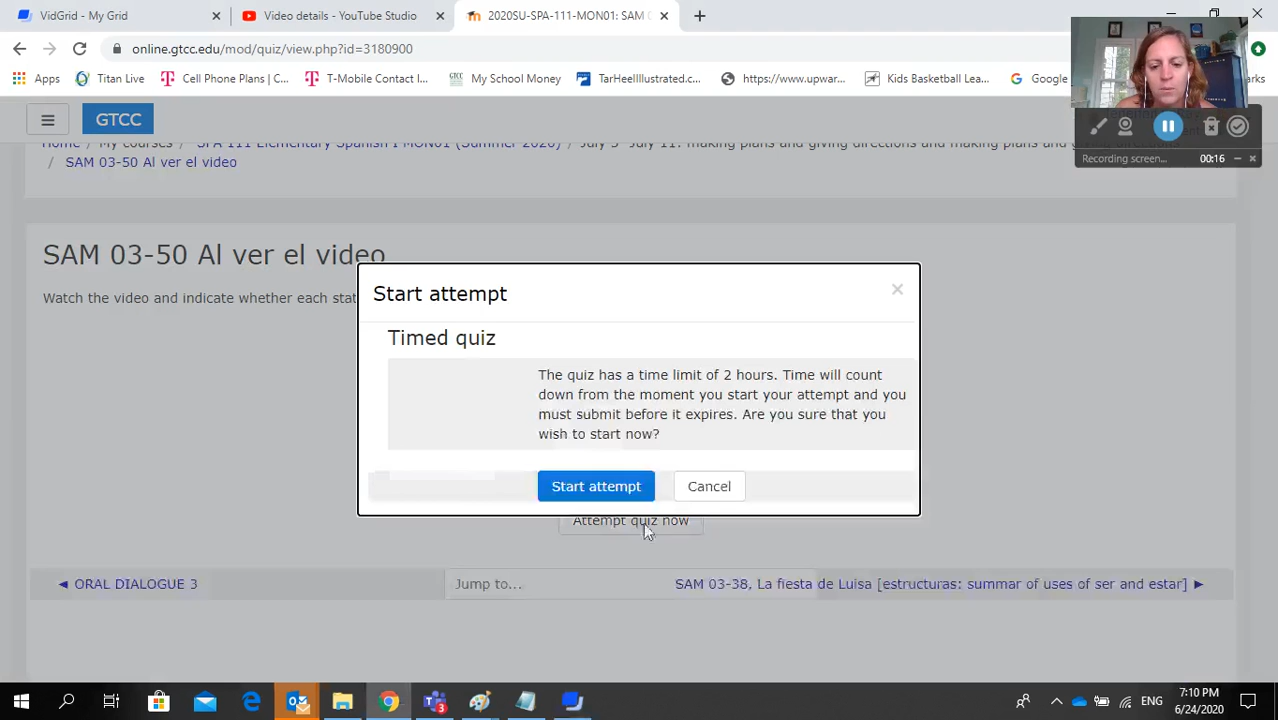 VidGrid - My Grid
Video details - YouTube Studio
2020SU-SPA-111-MON01: SAM 0
online.gtcc.edu/mod/quiz/view.php?id=3180900
Apps
Titan Live
Cell Phone Plans | C...
T-Mobile Contact I...
My School Money
TarHeelIllustrated.c...
https://www.upwar...
Kids Basketball Lea...
Google
GTCC
Home / My courses / SPA 111 Elementary Spanish I MON01 (Summer 2020) / July 5- July 11: making plans and giving directions and making plans and
/ SAM 03-50 Al ver el video
Recording screen...
00:16
SAM 03-50 Al ver el video
Watch the video and indicate whether each stat
Start attempt
Timed quiz
The quiz has a time limit of 2 hours. Time will count
down from the moment you start your attempt and you
must submit before it expires. Are you sure that you
wish to start now?
Start attempt
Cancel
Attempt quiz now
◄ ORAL DIALOGUE 3
Jump to...
SAM 03-38, La fiesta de Luisa [estructuras: summar of uses of ser and estar] ►
ENG
7:10 PM
6/24/2020